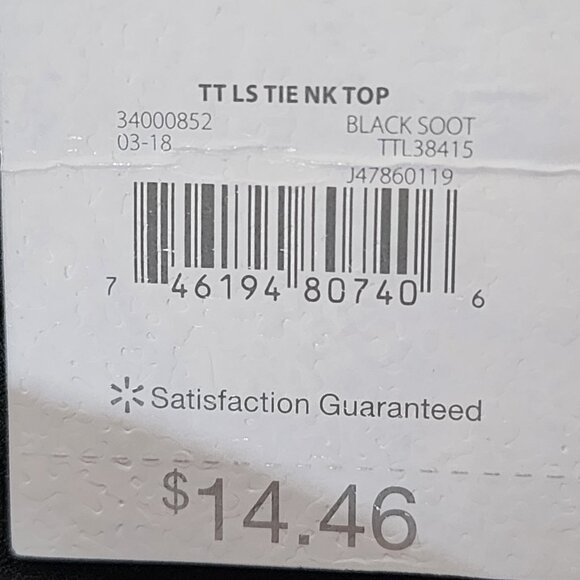 TT LS TIE NK TOP
34000852 BLACK SOOT
03-18 TTL38415
J47860119
7 46194 80740 6
Satisfaction Guaranteed
$14.46